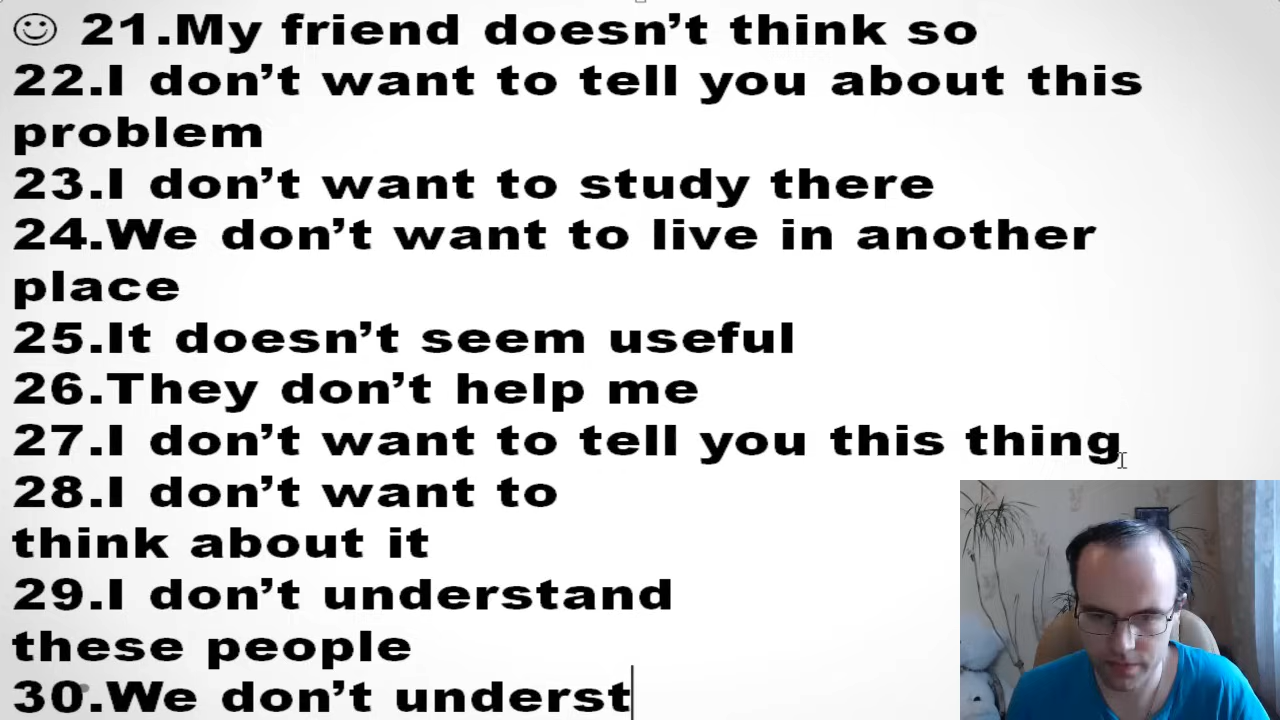 ☺ 21.My friend doesn’t think so
22.I don’t want to tell you about this
problem
23.I don’t want to study there
24.We don’t want to live in another
place
25.It doesn’t seem useful
26.They don’t help me
27.I don’t want to tell you this thing
28.I don’t want to
think about it
29.I don’t understand
these people
30.We don’t underst